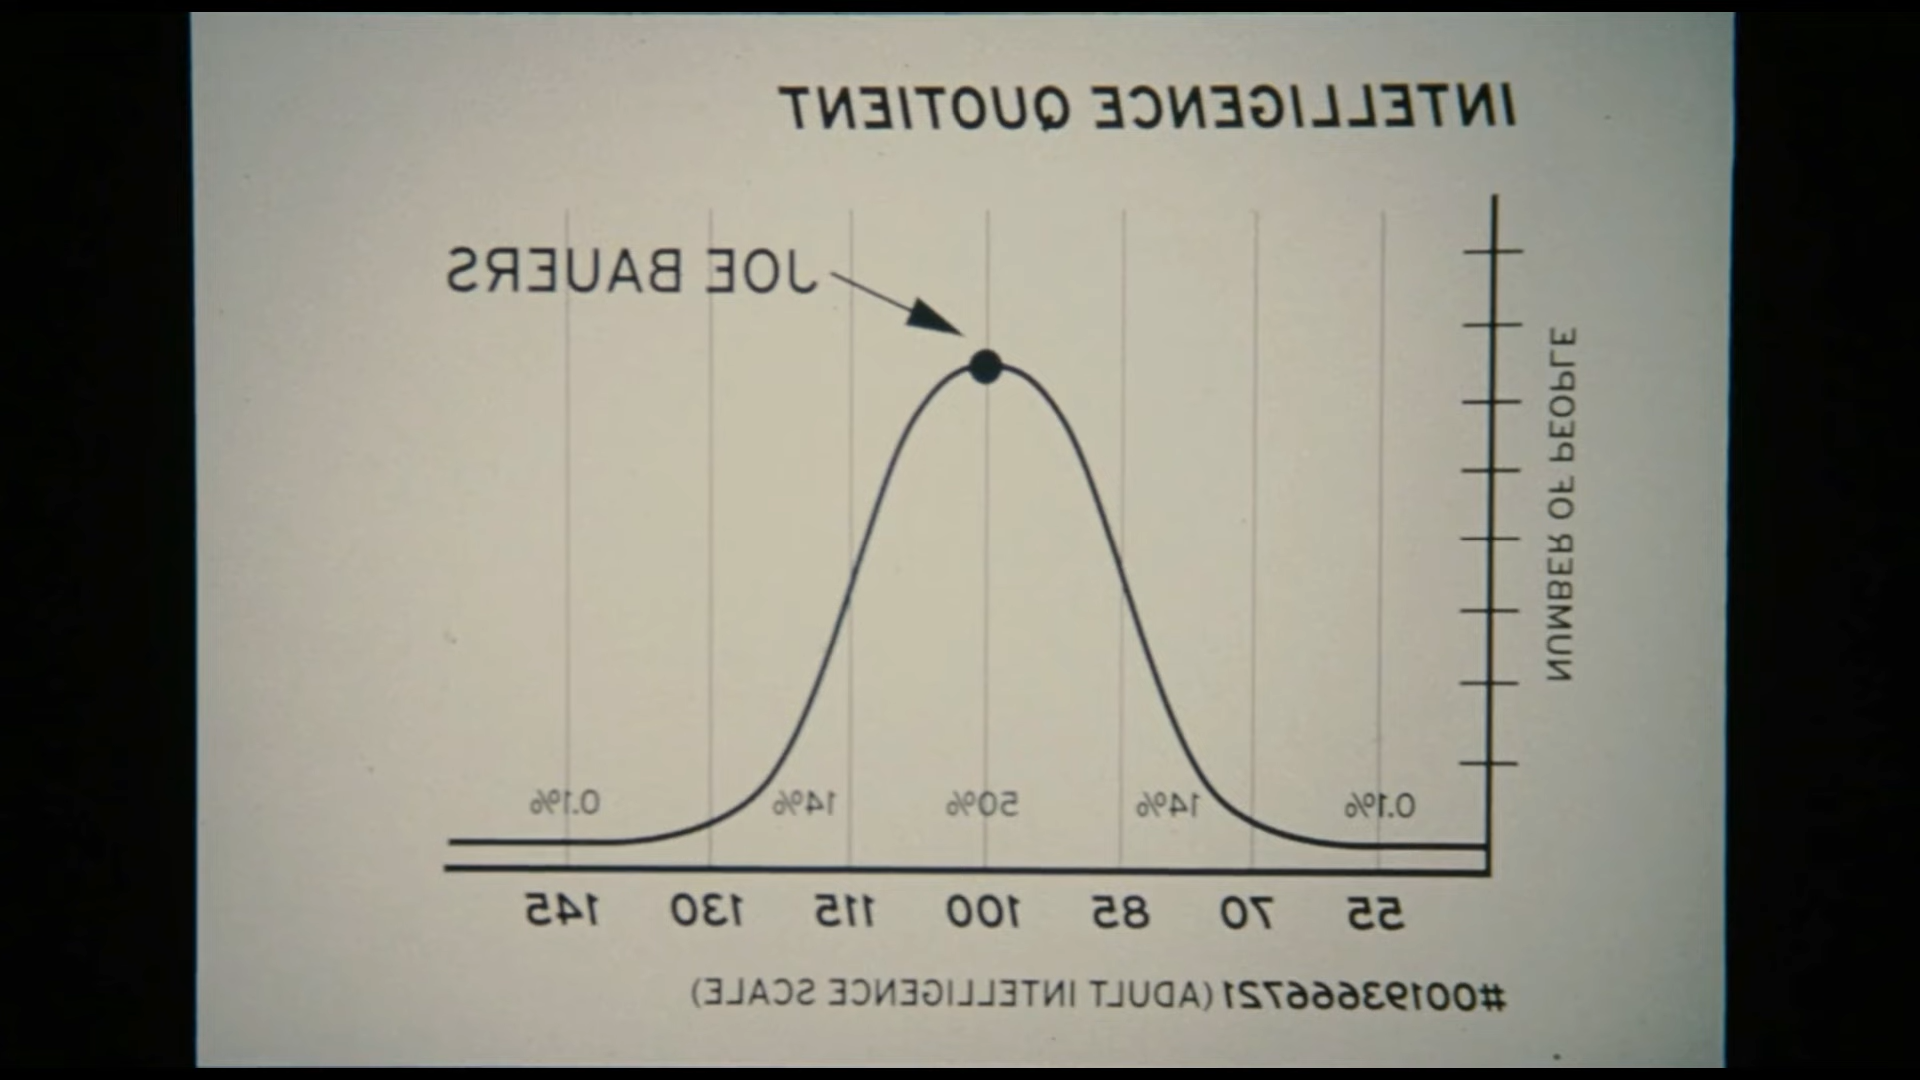 INTELLIGENCE QUOTIENT
JOE BAUERS
NUMBER OF PEOPLE
0.1% 14% 50% 14% 0.1%
55 70 85 100 115 130 145
#00193666721 (ADULT INTELLIGENCE SCALE)